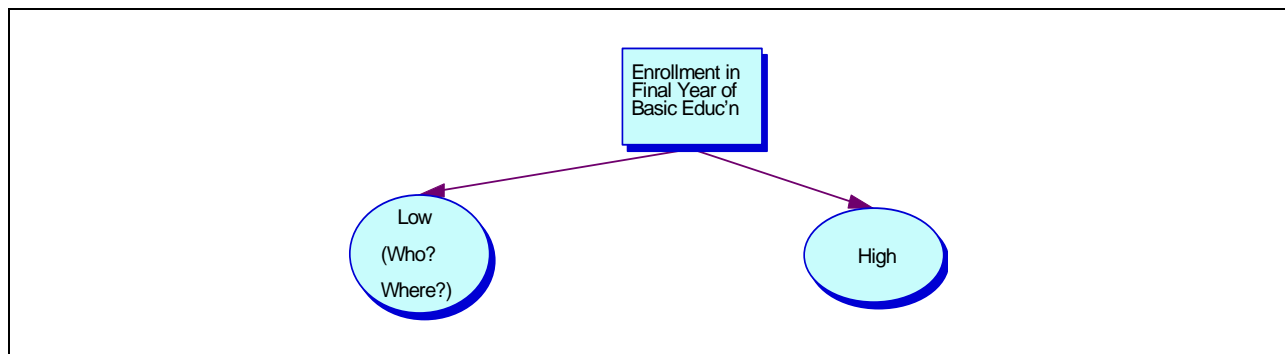 Enrollment in
Final Year of
Basic Educ'n
Low
(Who?
Where?)
High